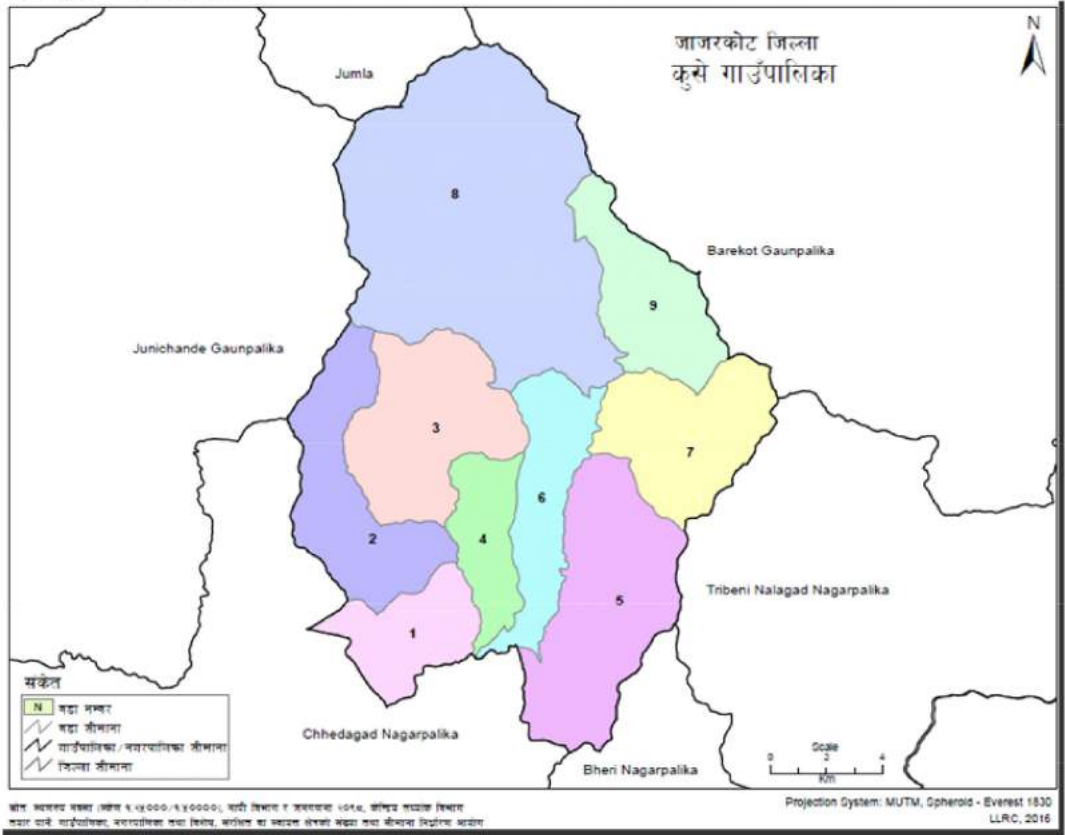 जाजरकोट जिल्ला
कुसे गाउँपालिका
N
Jumla
8
Barekot Gaunpalika
9
Junichande Gaunpalika
3
7
6
2
4
Tribeni Nalagad Nagarpalika
5
1
संकेत
N वडा नम्बर
वडा सीमाना
गाउँपालिका/नगरपालिका सीमाना
जिल्ला सीमाना
Chhedagad Nagarpalika
Bheri Nagarpalika
Scale
0 2 4
Km
Projection System: MUTM, Spheroid - Everest 1830
LLRC, 2016